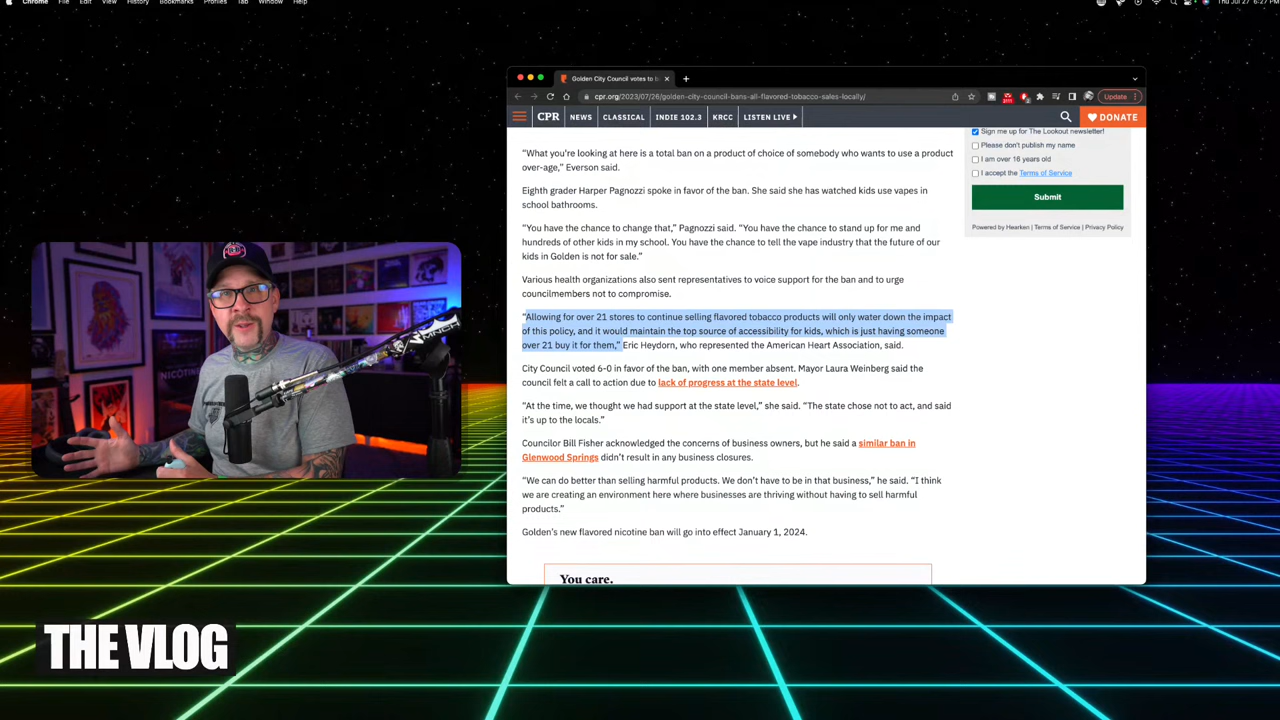 Chrome File Edit View History Bookmarks Profiles Tab Window Help
Thu Jul 27 6:27 PM
Golden City Council votes to b
cpr.org/2023/07/26/golden-city-council-bans-all-flavored-tobacco-sales-locally/
Update
CPR NEWS CLASSICAL INDIE 102.3 KRCC LISTEN LIVE DONATE
"What you're looking at here is a total ban on a product of choice of somebody who wants to use a product
over-age," Everson said.
Eighth grader Harper Pagnozzi spoke in favor of the ban. She said she has watched kids use vapes in
school bathrooms.
"You have the chance to change that," Pagnozzi said. "You have the chance to stand up for me and
hundreds of other kids in my school. You have the chance to tell the vape industry that the future of our
kids in Golden is not for sale."
Various health organizations also sent representatives to voice support for the ban and to urge
councilmembers not to compromise.
"Allowing for over 21 stores to continue selling flavored tobacco products will only water down the impact
of this policy, and it would maintain the top source of accessibility for kids, which is just having someone
over 21 buy it for them," Eric Heydorn, who represented the American Heart Association, said.
City Council voted 6-0 in favor of the ban, with one member absent. Mayor Laura Weinberg said the
council felt a call to action due to lack of progress at the state level.
"At the time, we thought we had support at the state level," she said. "The state chose not to act, and said
it's up to the locals."
Councilor Bill Fisher acknowledged the concerns of business owners, but he said a similar ban in
Glenwood Springs didn't result in any business closures.
"We can do better than selling harmful products. We don't have to be in that business," he said. "I think
we are creating an environment here where businesses are thriving without having to sell harmful
products."
Golden's new flavored nicotine ban will go into effect January 1, 2024.
You care.
Sign me up for The Lookout newsletter!
Please don't publish my name
I am over 16 years old
I accept the Terms of Service
Submit
Powered by Hearken | Terms of Service | Privacy Policy
THE VLOG